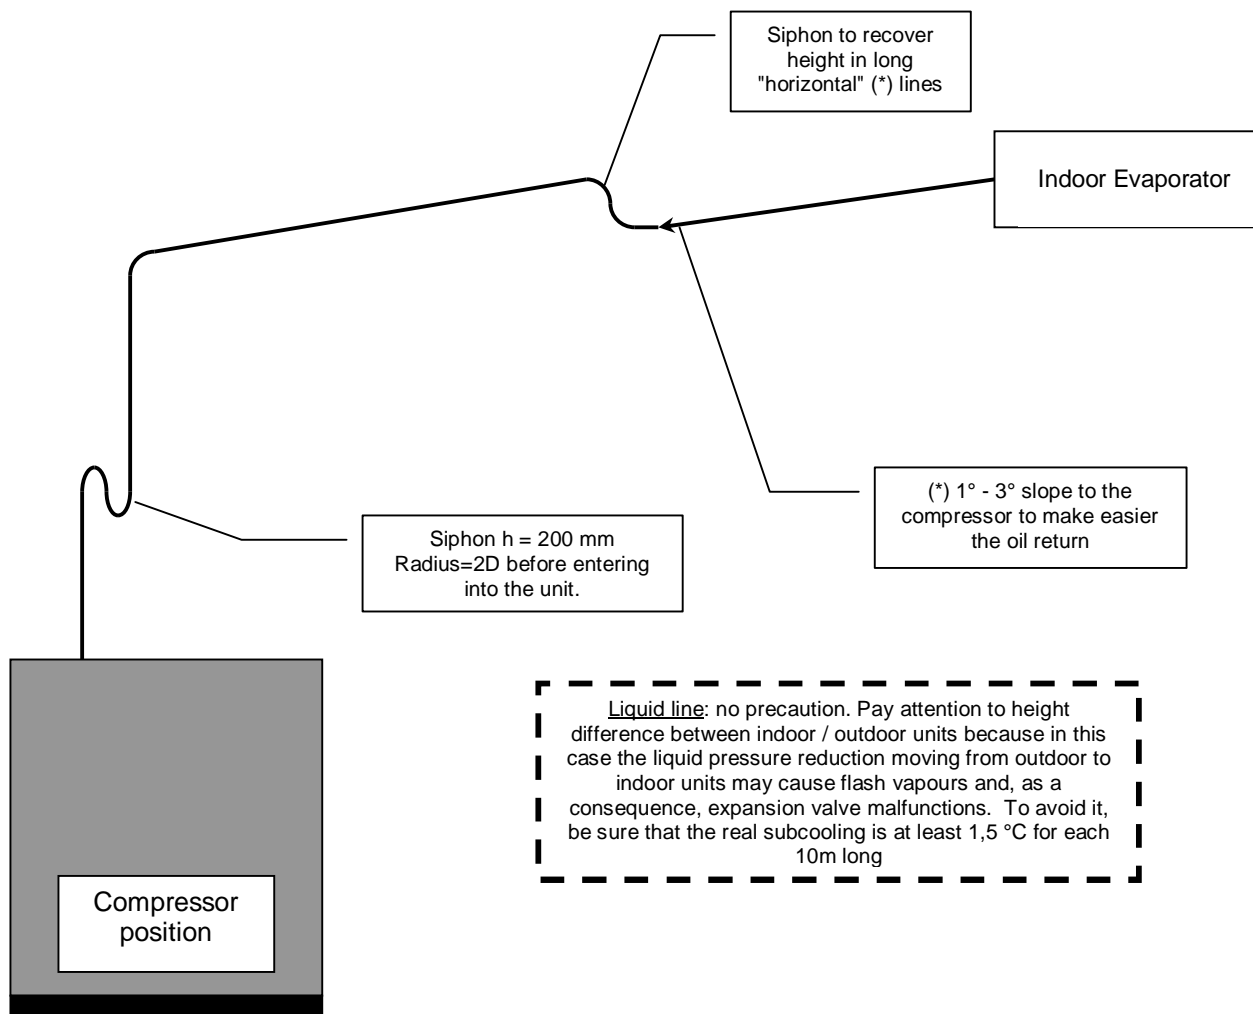 Siphon to recover
height in long
"horizontal" (*) lines
Indoor Evaporator
(*) 1° - 3° slope to the
compressor to make easier
the oil return
Siphon h = 200 mm
Radius=2D before entering
into the unit.
Liquid line: no precaution. Pay attention to height
difference between indoor / outdoor units because in this
case the liquid pressure reduction moving from outdoor to
indoor units may cause flash vapours and, as a
consequence, expansion valve malfunctions.  To avoid it,
be sure that the real subcooling is at least 1,5 °C for each
10m long
Compressor
position